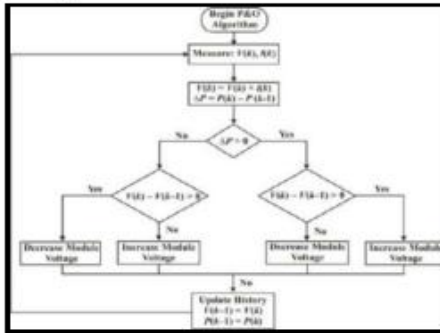 Begin P&O
Algorithm
Measure: V(k), I(k)
P(k) = V(k) × I(k)
ΔP = P(k) – P(k-1)
No
ΔP > 0
Yes
Yes
V(k) – V(k–1) > 0
V(k) – V(k–1) > 0
Yes
No
No
Decrease Module
Voltage
Increase Module
Voltage
Decrease Module
Voltage
Increase Module
Voltage
No
Update History
V(k–1) = V(k)
P(k–1) = P(k)